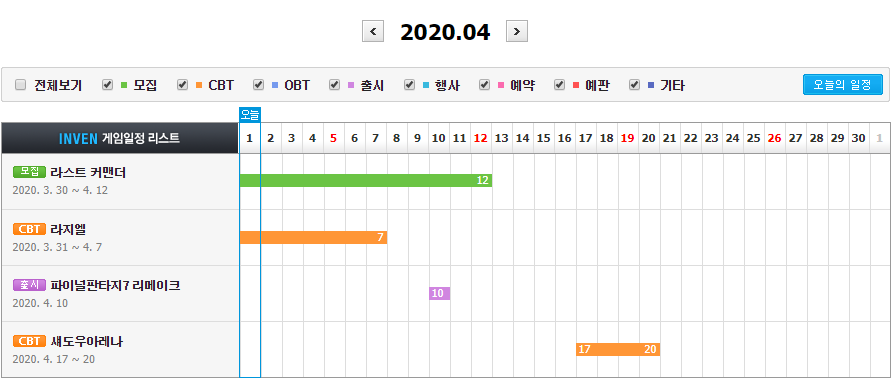 2020.04
전체보기 모집 CBT OBT 출시 행사 예약 예판 기타 오늘의 일정
오늘
INVEN 게임일정 리스트 1 2 3 4 5 6 7 8 9 10 11 12 13 14 15 16 17 18 19 20 21 22 23 24 25 26 27 28 29 30 1
모집 라스트 커맨더
2020. 3. 30 ~ 4. 12
12
CBT 라지엘
2020. 3. 31 ~ 4. 7
7
출시 파이널판타지7 리메이크
2020. 4. 10
10
CBT 섀도우아레나
2020. 4. 17 ~ 20
17 20